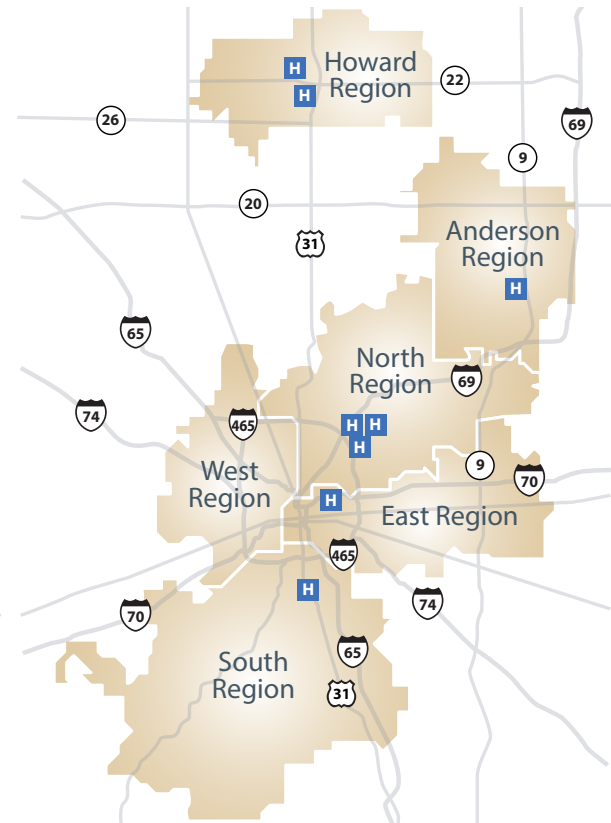 H
Howard
Region
22
H
26
69
9
20
31
Anderson
Region
H
65
North
Region
69
74
465
H
H
H
9
West
Region
70
H
East Region
465
H
74
70
65
South
Region
31